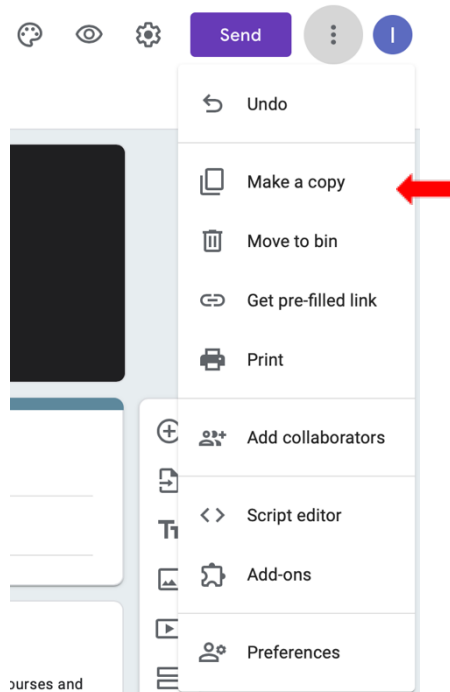 Send
I
Undo
Make a copy
Move to bin
Get pre-filled link
Print
Add collaborators
Script editor
Add-ons
Preferences
and